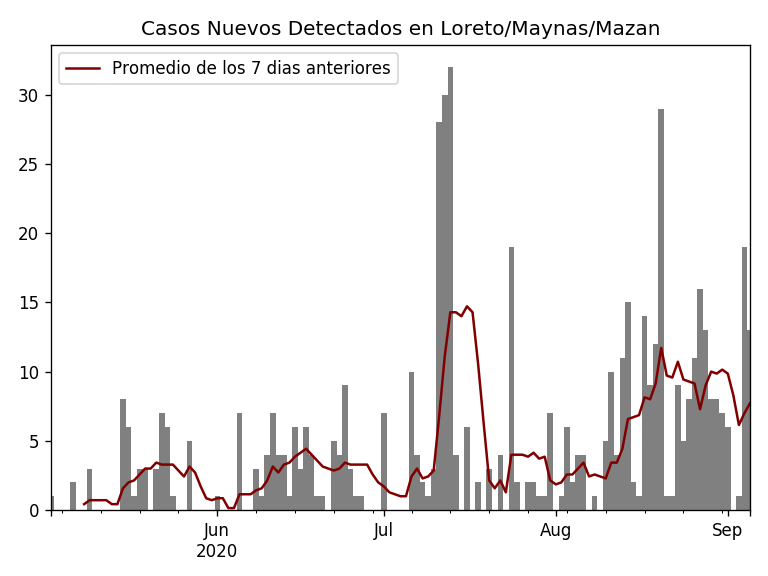 Casos Nuevos Detectados en Loreto/Maynas/Mazan
Promedio de los 7 dias anteriores
30
25
20
15
10
5
0
Jun
2020
Jul
Aug
Sep